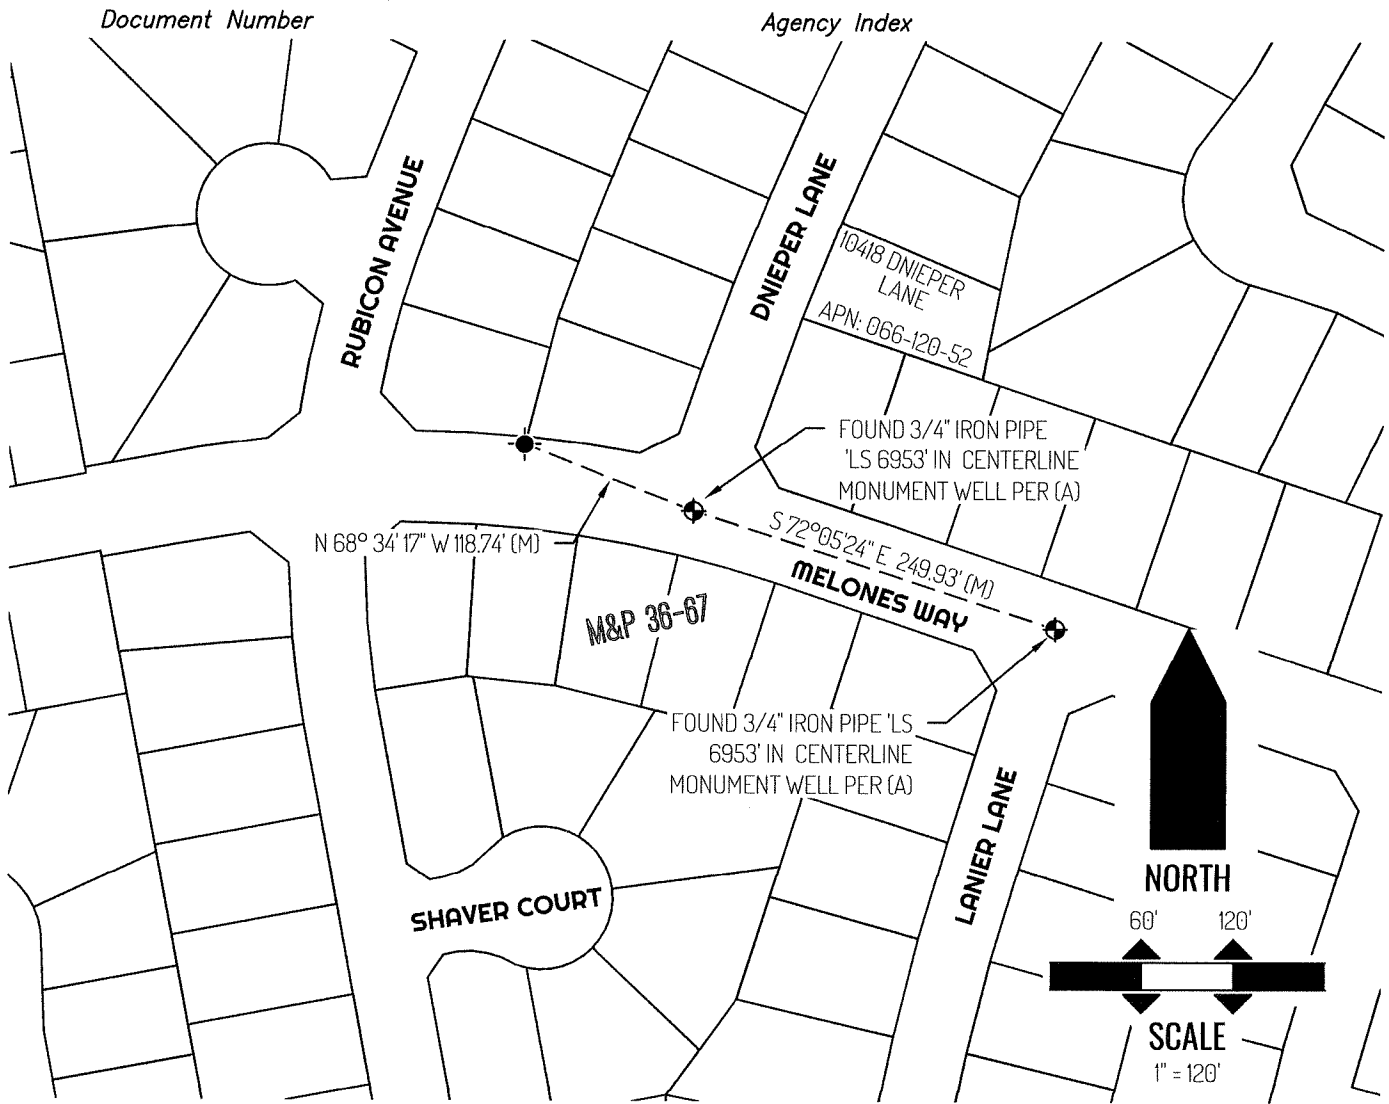 Document Number
Agency Index
RUBICON AVENUE
DNIEPER LANE
10418 DNIEPER
LANE
APN: 066-120-52
FOUND 3/4" IRON PIPE
'LS 6953' IN CENTERLINE
MONUMENT WELL PER (A)
N 68° 34' 17" W 118.74' (M)
S 72°05'24" E 249.93' (M)
MELONES WAY
M&P 36-67
FOUND 3/4" IRON PIPE 'LS
6953' IN CENTERLINE
MONUMENT WELL PER (A)
LANIER LANE
SHAVER COURT
NORTH
60' 120'
SCALE
1" = 120'